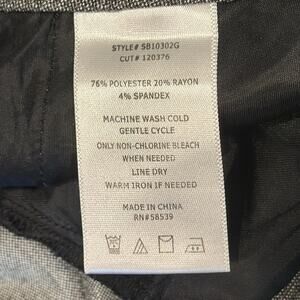 STYLE# SB10302G
CUT# 120376
76% POLYESTER 20% RAYON
4% SPANDEX
MACHINE WASH COLD
GENTLE CYCLE
ONLY NON-CHLORINE BLEACH
WHEN NEEDED
LINE DRY
WARM IRON IF NEEDED
MADE IN CHINA
RN#58539